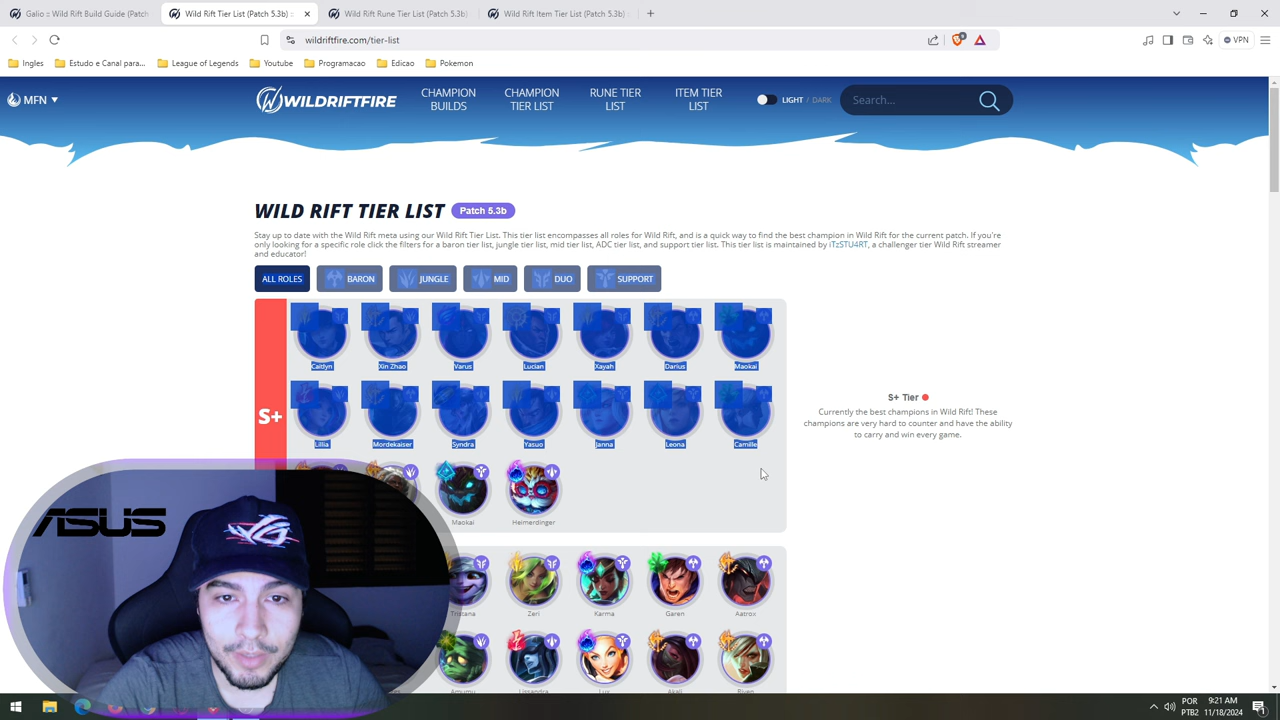 Galio :: Wild Rift Build Guide (Patch
Wild Rift Tier List (Patch 5.3b) ::
Wild Rift Rune Tier List (Patch 5.3b)
Wild Rift Item Tier List (Patch 5.3b)
wildriftfire.com/tier-list
VPN
Ingles
Estudo e Canal para...
League of Legends
Youtube
Programacao
Edicao
Pokemon
MFN
WILDRIFTFIRE
CHAMPION BUILDS
CHAMPION TIER LIST
RUNE TIER LIST
ITEM TIER LIST
LIGHT / DARK
Search...
WILD RIFT TIER LIST Patch 5.3b
Stay up to date with the Wild Rift meta using our Wild Rift Tier List. This tier list encompasses all roles for Wild Rift, and is a quick way to find the best champion in Wild Rift for the current patch. If you're
only looking for a specific role click the filters for a baron tier list, jungle tier list, mid tier list, ADC tier list, and support tier list. This tier list is maintained by iTzSTU4RT, a challenger tier Wild Rift streamer
and educator!
ALL ROLES BARON JUNGLE MID DUO SUPPORT
Caitlyn Xin Zhao Varus Lucian Xayah Darius Maokai
S+
Lillia Mordekaiser Syndra Yasuo Janna Leona Camille
Maokai Heimerdinger
S+ Tier
Currently the best champions in Wild Rift! These
champions are very hard to counter and have the ability
to carry and win every game.
ASUS
Tristana Zeri Karma Garen Aatrox
Amumu Lissandra Lux Akali Riven
POR
PTB2
9:21 AM
11/18/2024